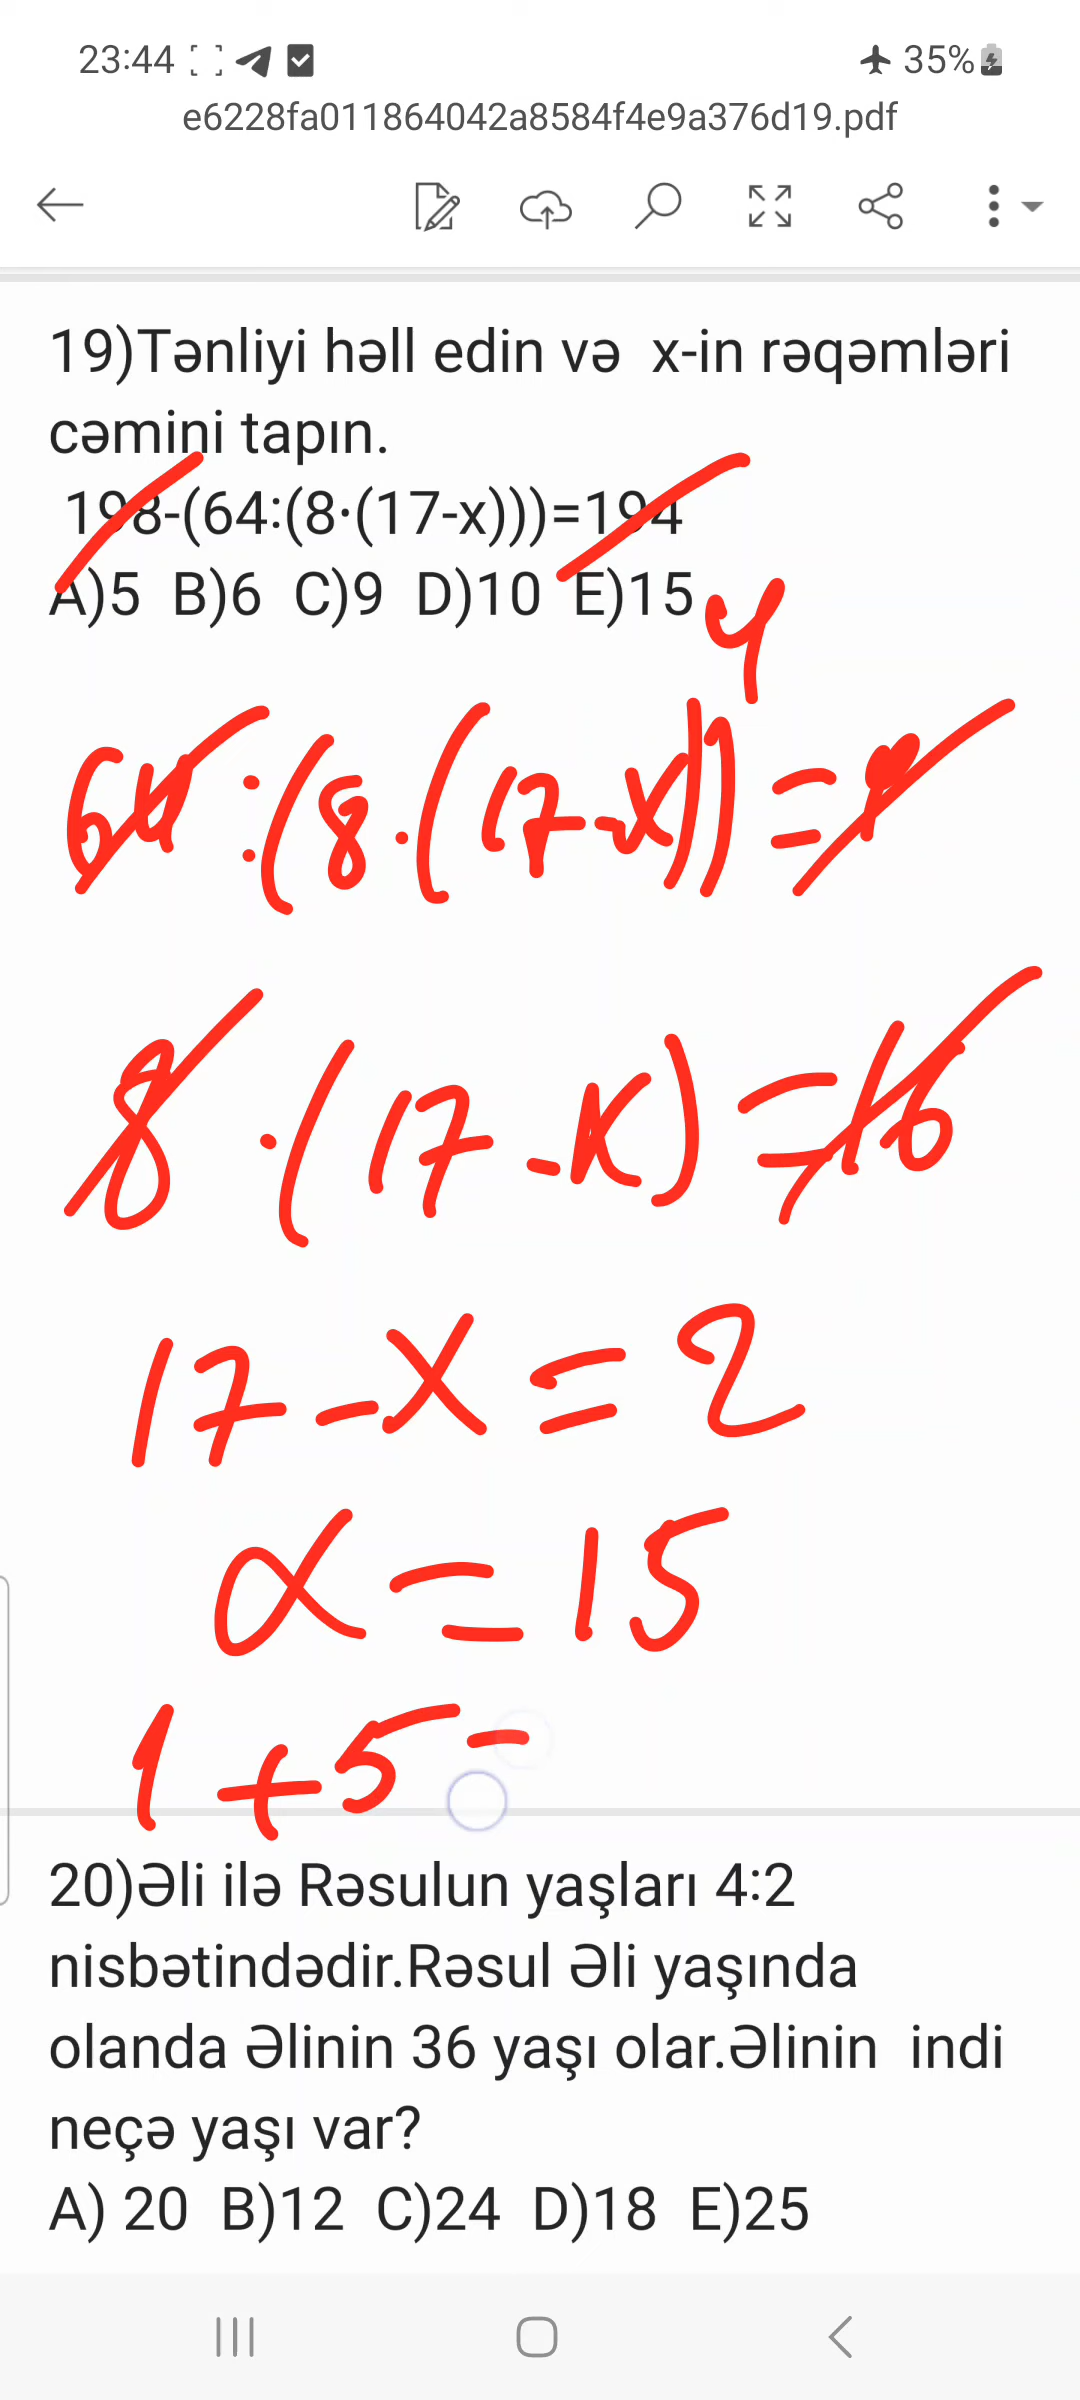 23:44 35%
e6228fa011864042a8584f4e9a376d19.pdf
19)Tənliyi həll edin və x-in rəqəmləri
cəmini tapın.
198-(64:(8·(17-x)))=194
A)5 B)6 C)9 D)10 E)15
4
64:(8·(17-x))=
8·(17-x)=16
17-x=2
x=15
1+5=
20)Əli ilə Rəsulun yaşları 4:2
nisbətindədir.Rəsul Əli yaşında
olanda Əlinin 36 yaşı olar.Əlinin indi
neçə yaşı var?
A) 20 B)12 C)24 D)18 E)25